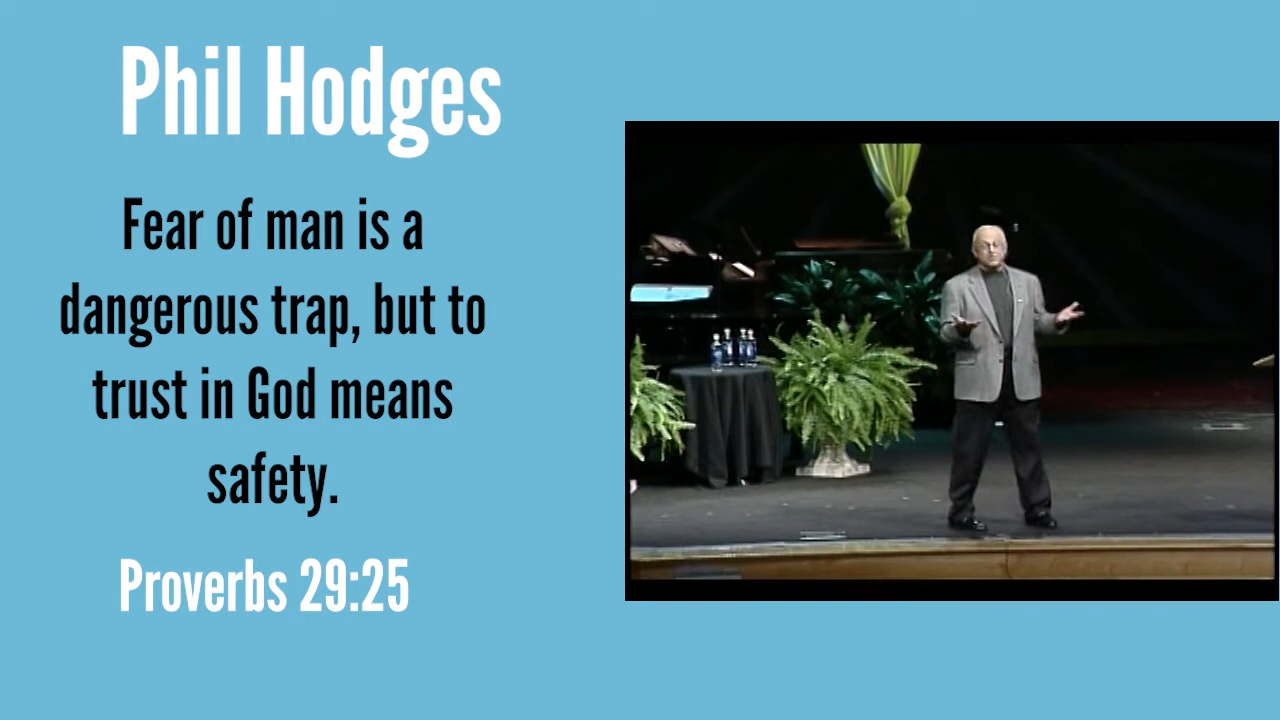 Phil Hodges
Fear of man is a
dangerous trap, but to
trust in God means
safety.
Proverbs 29:25